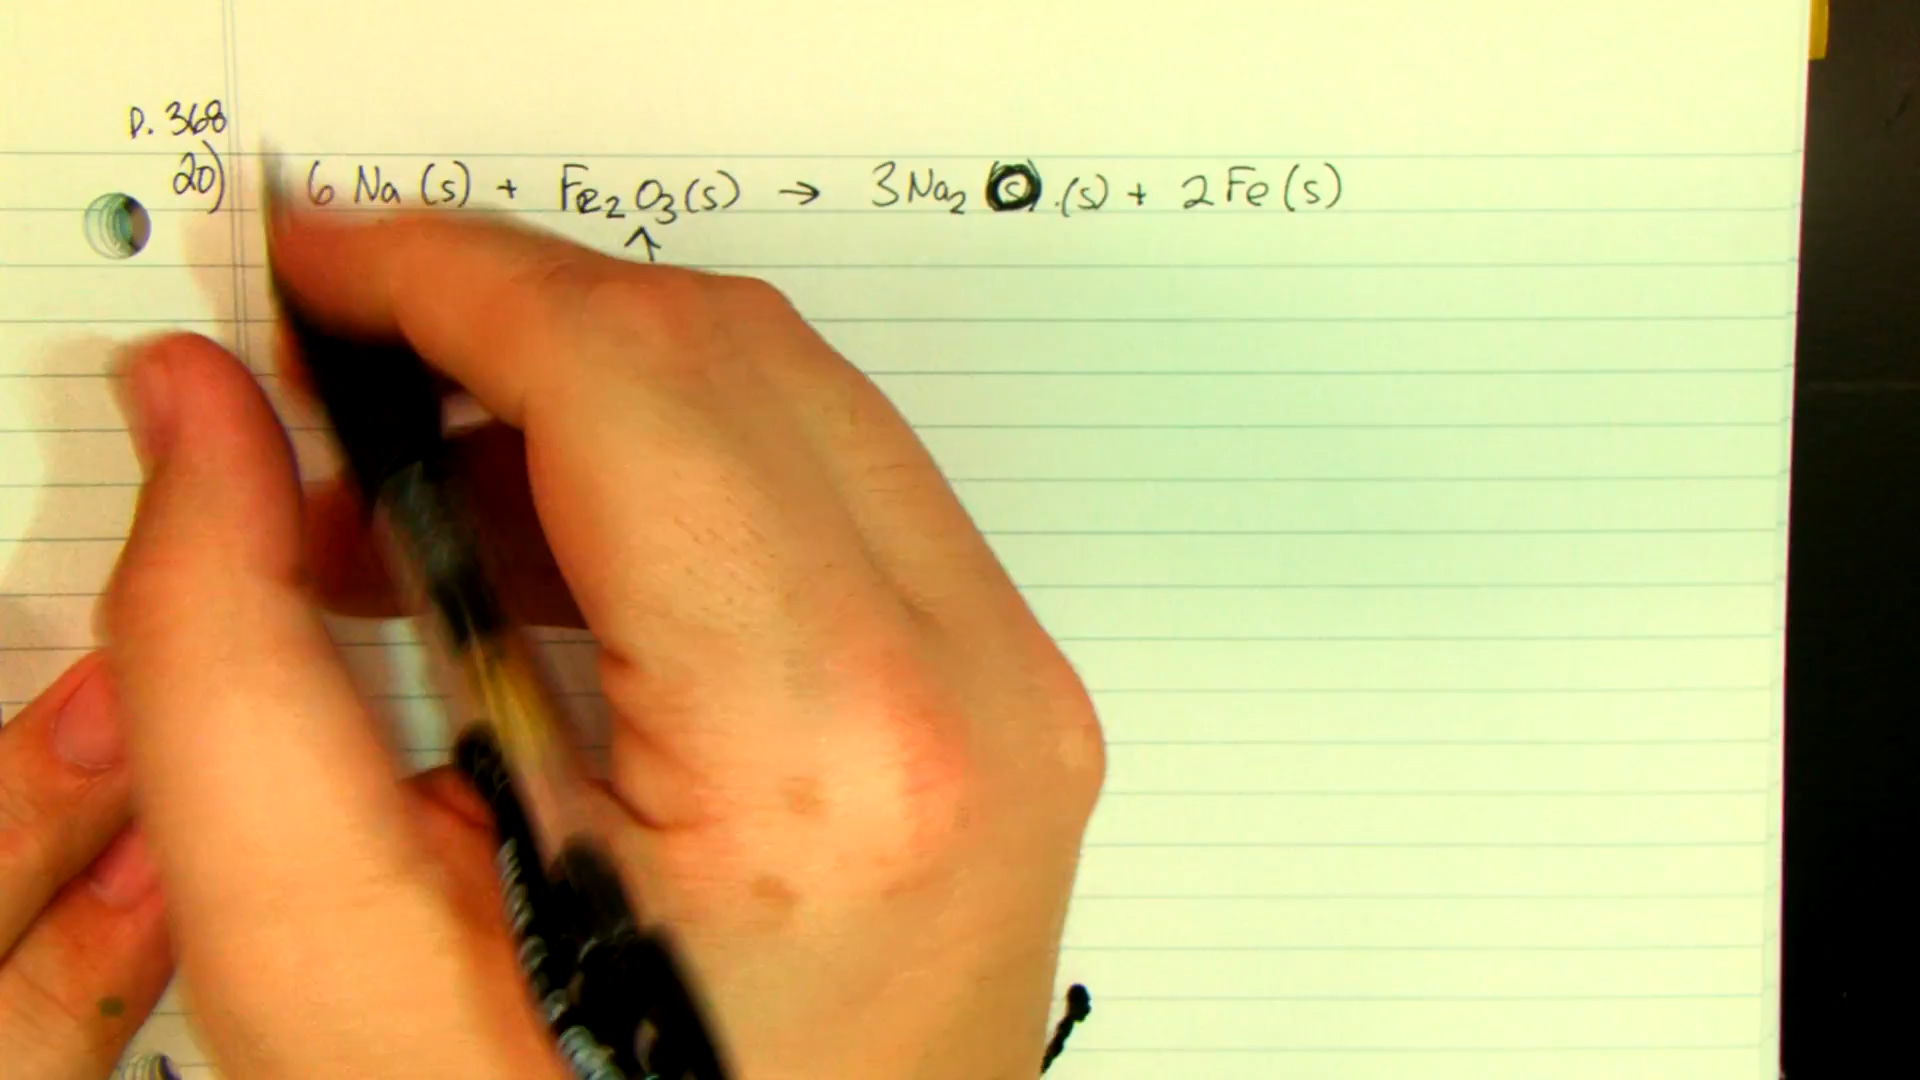 p. 368
20) 6 Na (s) + Fe₂O₃(s) → 3Na₂O (s) + 2Fe(s)
↑